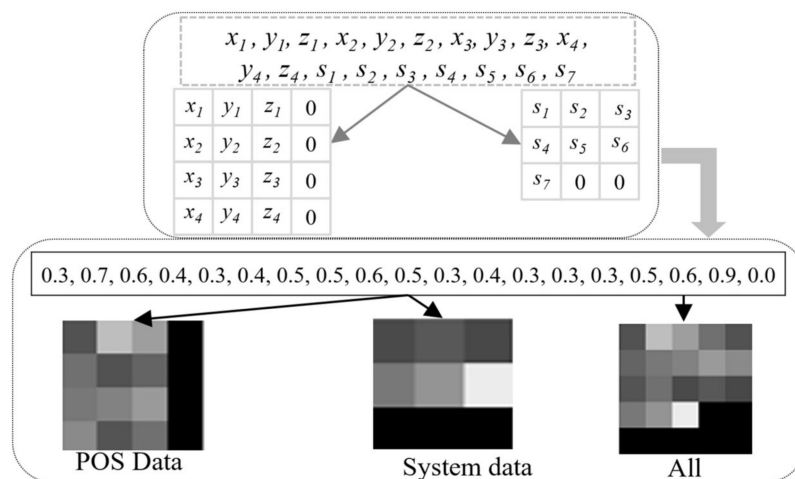 x1, y1, z1, x2, y2, z2, x3, y3, z3, x4,
y4, z4, s1, s2, s3, s4, s5, s6, s7
x1 y1 z1 0
x2 y2 z2 0
x3 y3 z3 0
x4 y4 z4 0
s1 s2 s3
s4 s5 s6
s7 0 0
0.3, 0.7, 0.6, 0.4, 0.3, 0.4, 0.5, 0.5, 0.6, 0.5, 0.3, 0.4, 0.3, 0.3, 0.3, 0.5, 0.6, 0.9, 0.0
POS Data
System data
All